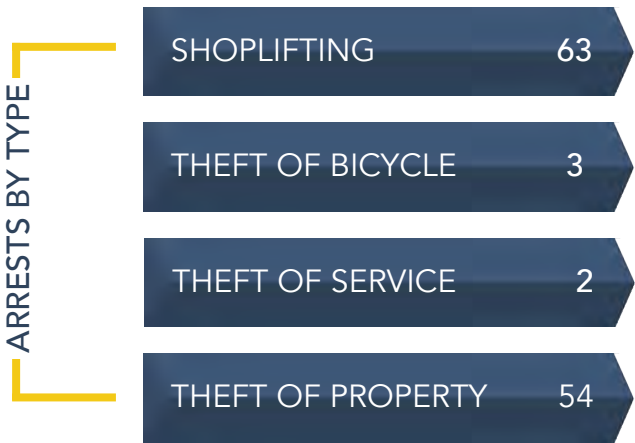 ARRESTS BY TYPE
SHOPLIFTING 63
THEFT OF BICYCLE 3
THEFT OF SERVICE 2
THEFT OF PROPERTY 54